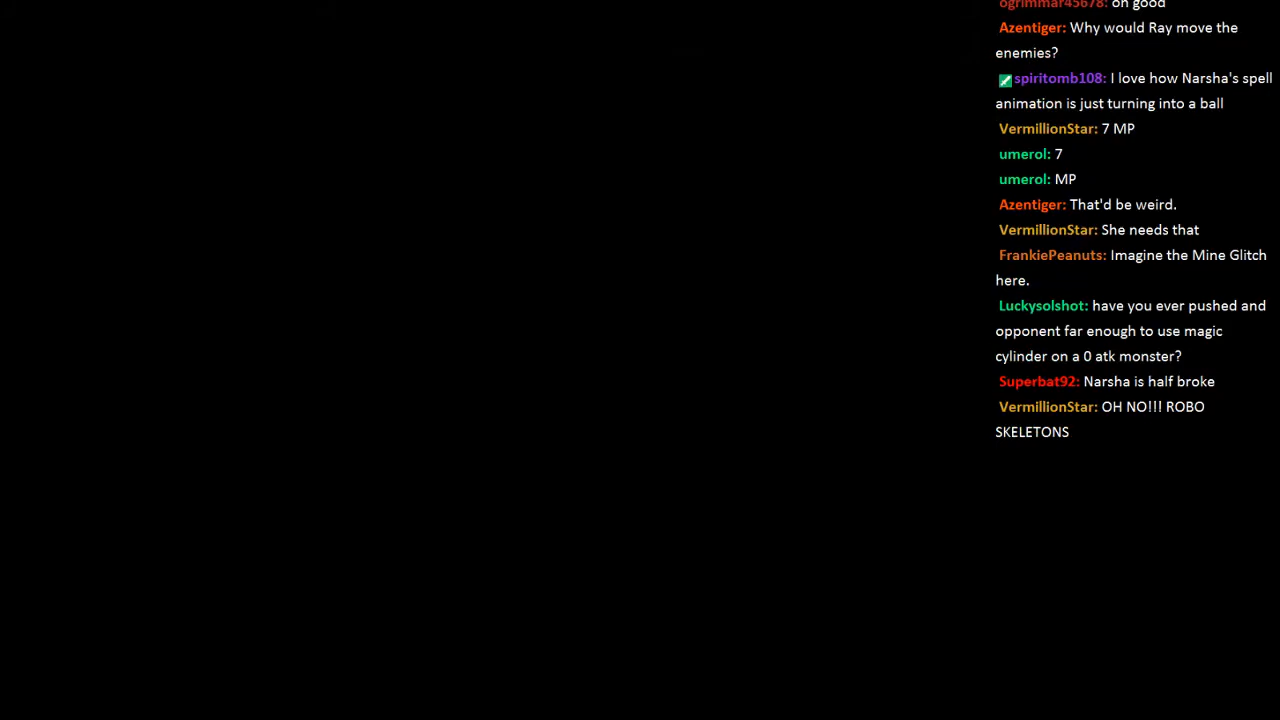 ogrimmar45678: oh good
Azentiger: Why would Ray move the
enemies?
spiritomb108: I love how Narsha's spell
animation is just turning into a ball
VermillionStar: 7 MP
umerol: 7
umerol: MP
Azentiger: That'd be weird.
VermillionStar: She needs that
FrankiePeanuts: Imagine the Mine Glitch
here.
Luckysolshot: have you ever pushed and
opponent far enough to use magic
cylinder on a 0 atk monster?
Superbat92: Narsha is half broke
VermillionStar: OH NO!!! ROBO
SKELETONS